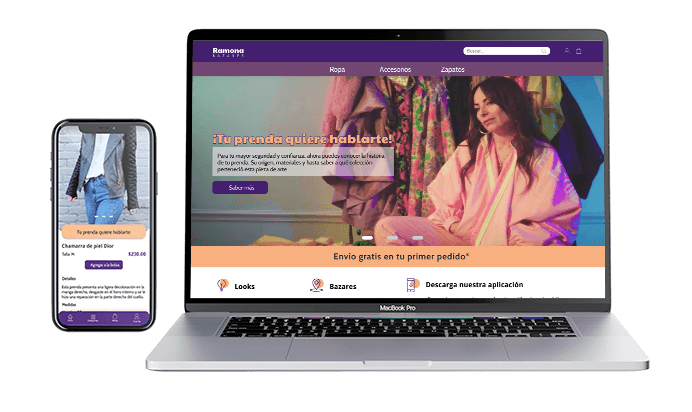 Ramona
BAZARES
Buscar...
Ropa
Accesorios
Zapatos
¡Tu prenda quiere hablarte!
Para tu mayor seguridad y confianza, ahora puedes conocer la historia
de tu prenda. Su origen, materiales y hasta saber a qué colección
perteneció esta pieza de arte
Saber más
Envío gratis en tu primer pedido*
Looks
Bazares
Descarga nuestra aplicación
MacBook Pro
Tu prenda quiere hablarte
Chamarra de piel Dior
Talla M
$230.00
Agregar a la bolsa
Detalles
Esta prenda presenta una ligera decoloración en la
manga derecha, desgaste en el forro interno y se le
hizo una reparación en la parte derecha del cuello.
Medidas